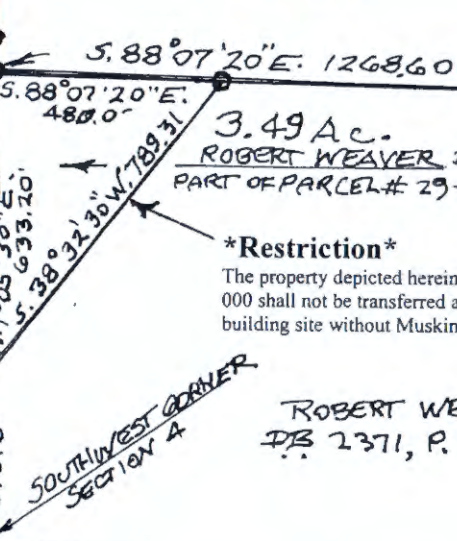 S. 88°07'20"E. 1268.60
S. 88°07'20"E.
480.0'
3.49 Ac.
ROBERT WEAVER
PART OF PARCEL# 29-
30"E.
633.20'
S. 38°32'30"W. 789.31
*Restriction*
The property depicted herein
000 shall not be transferred a
building site without Muskin
SOUTHWEST CORNER
SECTION 4
ROBERT WE
DB 2371, P.